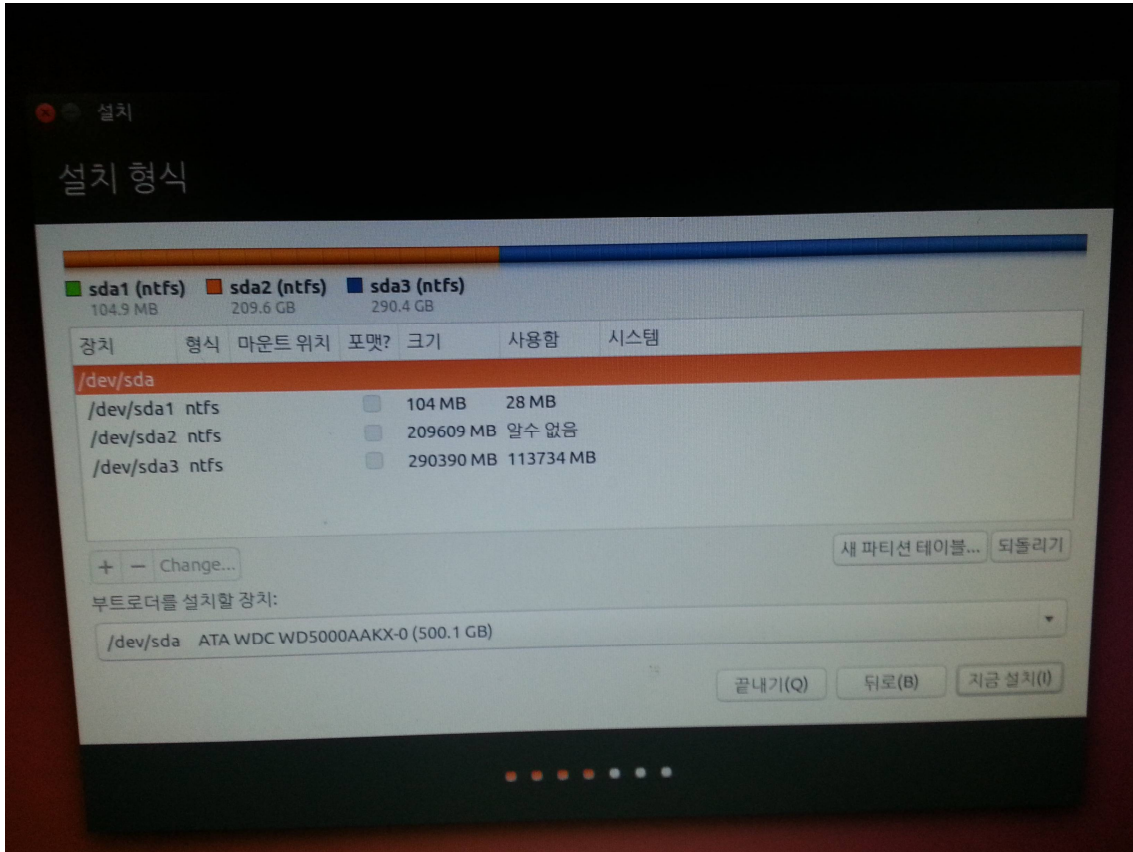 설치
설치 형식
sda1 (ntfs) sda2 (ntfs) sda3 (ntfs)
104.9 MB 209.6 GB 290.4 GB
장치 형식 마운트 위치 포맷? 크기 사용함 시스템
/dev/sda
/dev/sda1 ntfs 104 MB 28 MB
/dev/sda2 ntfs 209609 MB 알수 없음
/dev/sda3 ntfs 290390 MB 113734 MB
+ − Change... 새 파티션 테이블... 되돌리기
부트로더를 설치할 장치:
/dev/sda ATA WDC WD5000AAKX-0 (500.1 GB)
끝내기(Q) 뒤로(B) 지금 설치(I)